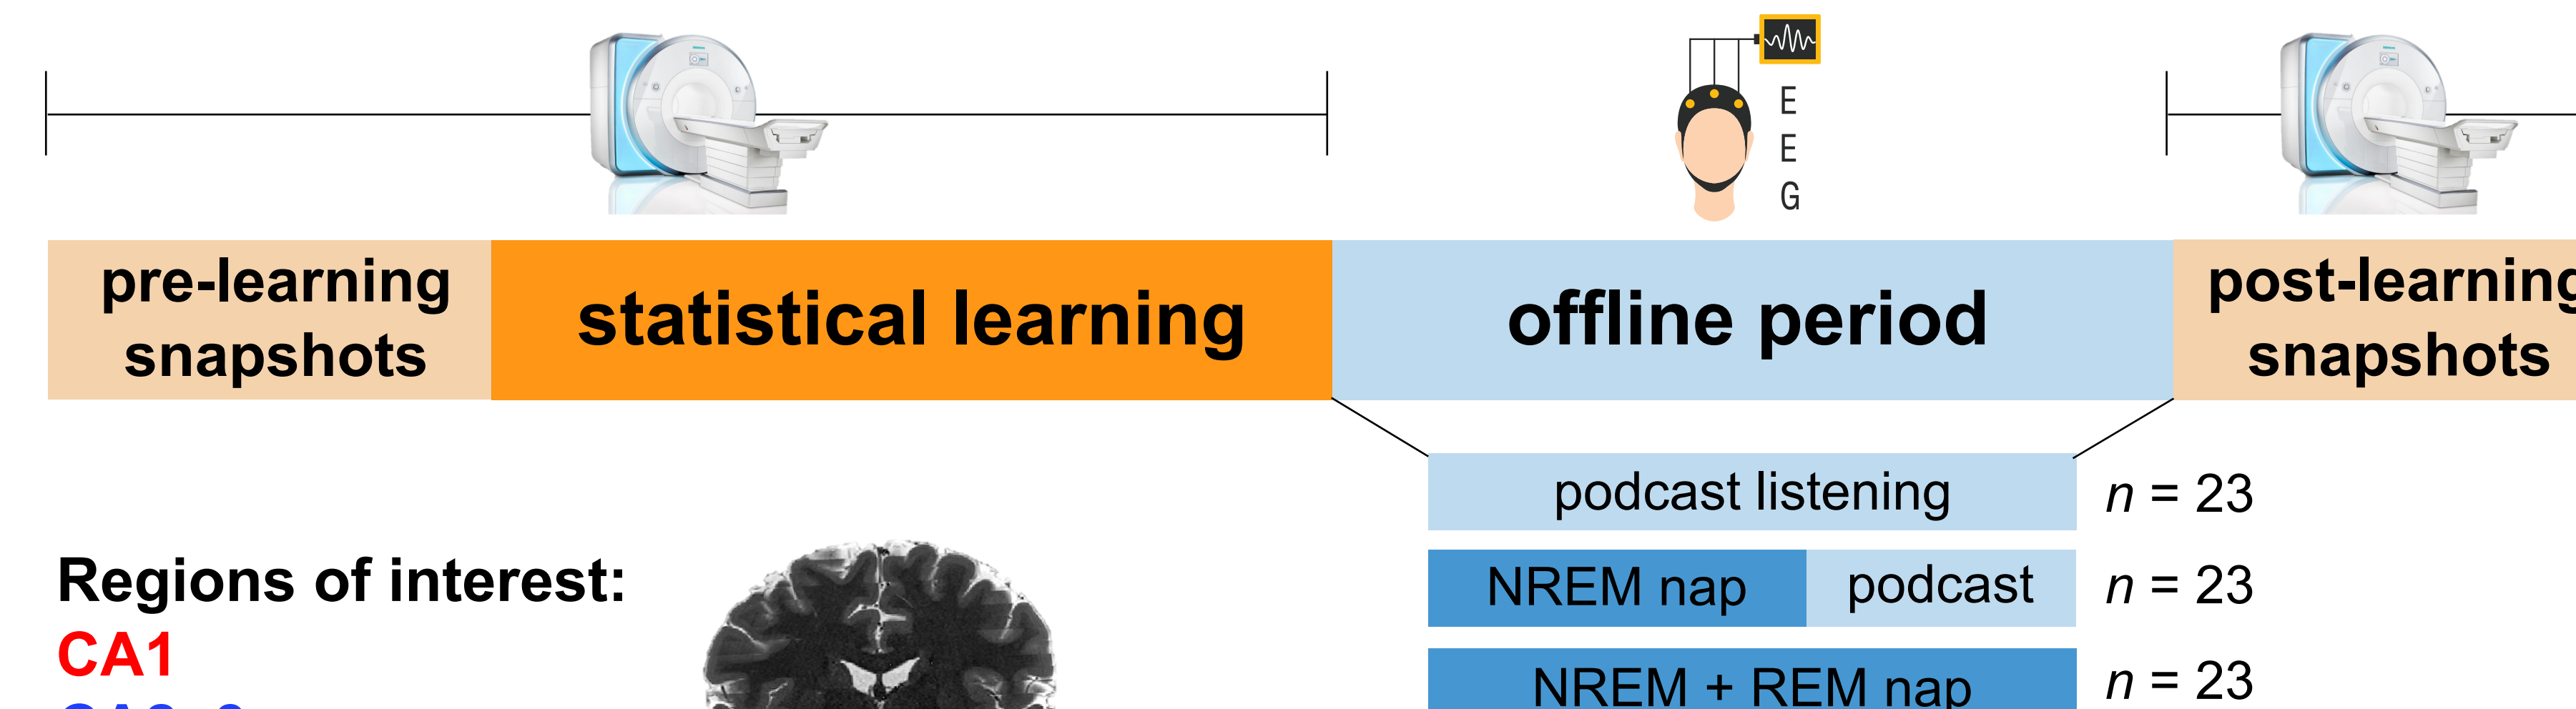 E
E
G
pre-learning
snapshots
statistical learning
offline period
post-learning
snapshots
podcast listening
n = 23
NREM nap
podcast
n = 23
NREM + REM nap
n = 23
Regions of interest:
CA1